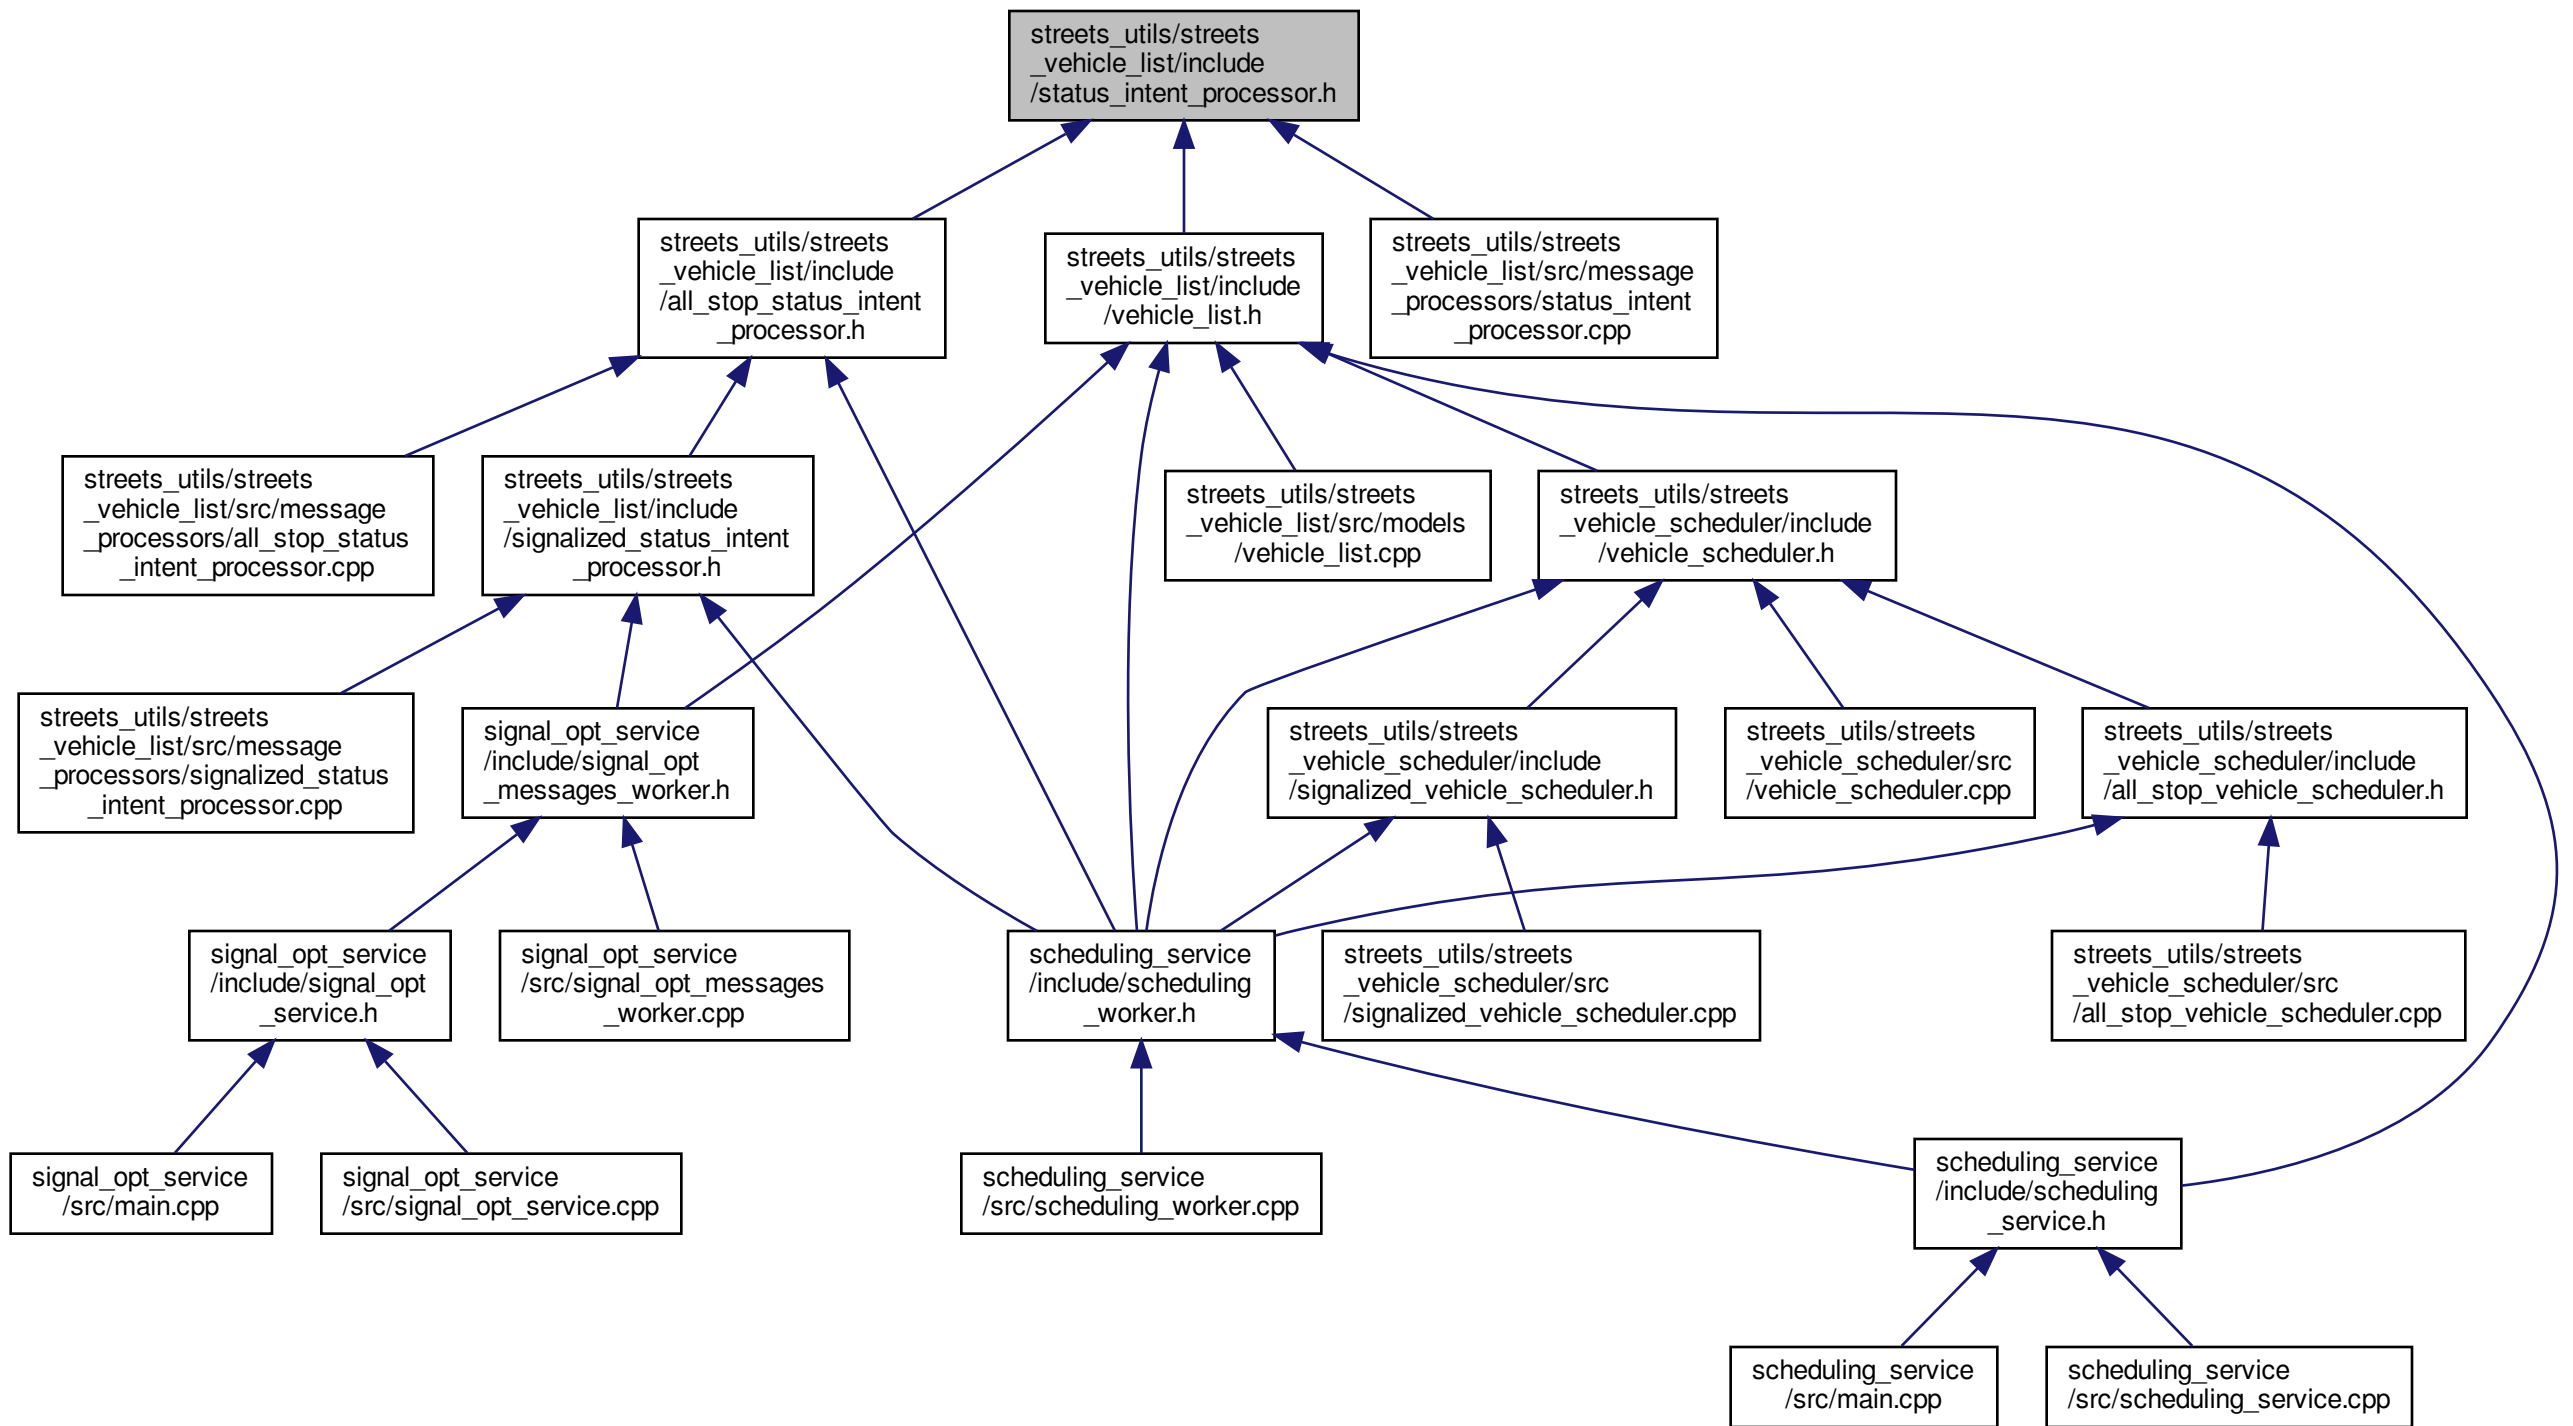 streets_utils/streets
_vehicle_list/include
/status_intent_processor.h
streets_utils/streets
_vehicle_list/include
/all_stop_status_intent
_processor.h
streets_utils/streets
_vehicle_list/include
/vehicle_list.h
streets_utils/streets
_vehicle_list/src/message
_processors/status_intent
_processor.cpp
streets_utils/streets
_vehicle_list/src/message
_processors/all_stop_status
_intent_processor.cpp
streets_utils/streets
_vehicle_list/include
/signalized_status_intent
_processor.h
streets_utils/streets
_vehicle_list/src/models
/vehicle_list.cpp
streets_utils/streets
_vehicle_scheduler/include
/vehicle_scheduler.h
streets_utils/streets
_vehicle_list/src/message
_processors/signalized_status
_intent_processor.cpp
signal_opt_service
/include/signal_opt
_messages_worker.h
streets_utils/streets
_vehicle_scheduler/include
/signalized_vehicle_scheduler.h
streets_utils/streets
_vehicle_scheduler/src
/vehicle_scheduler.cpp
streets_utils/streets
_vehicle_scheduler/include
/all_stop_vehicle_scheduler.h
signal_opt_service
/include/signal_opt
_service.h
signal_opt_service
/src/signal_opt_messages
_worker.cpp
scheduling_service
/include/scheduling
_worker.h
streets_utils/streets
_vehicle_scheduler/src
/signalized_vehicle_scheduler.cpp
streets_utils/streets
_vehicle_scheduler/src
/all_stop_vehicle_scheduler.cpp
signal_opt_service
/src/main.cpp
signal_opt_service
/src/signal_opt_service.cpp
scheduling_service
/src/scheduling_worker.cpp
scheduling_service
/include/scheduling
_service.h
scheduling_service
/src/main.cpp
scheduling_service
/src/scheduling_service.cpp